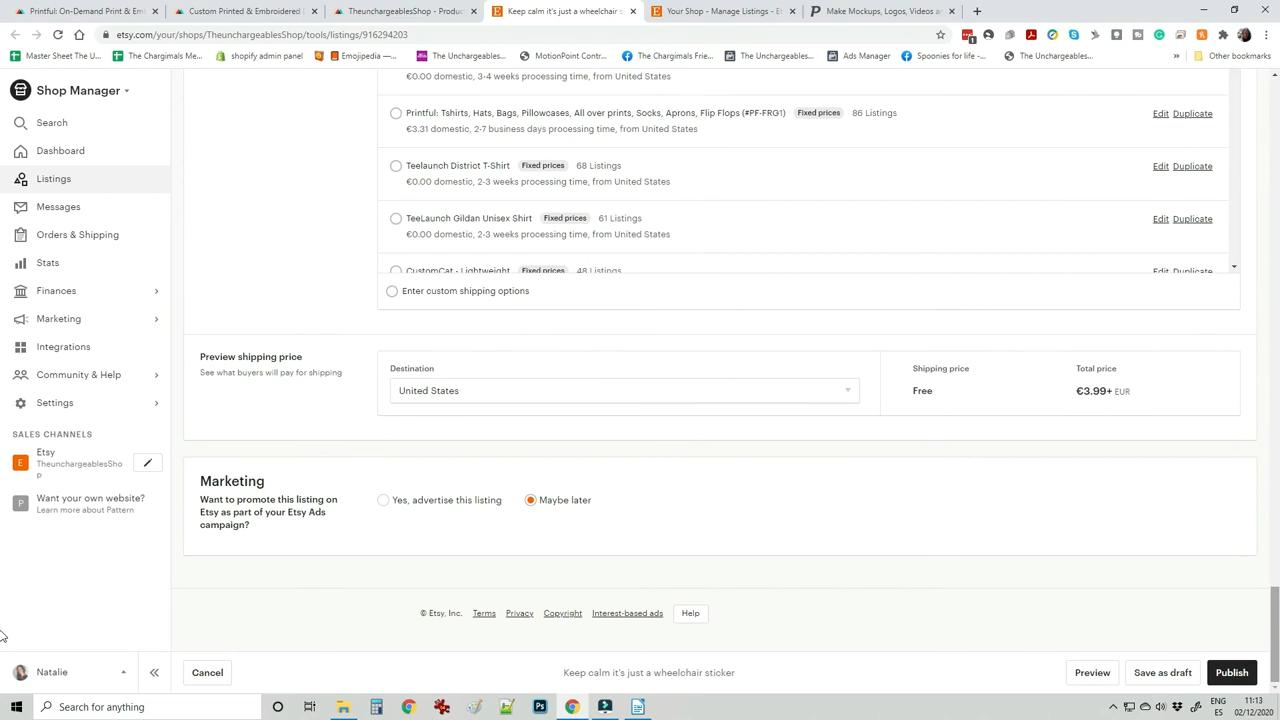 Printful: On-Demand Print & Emb
Custom Printed & Embroidered
TheunchargeablesShop - Produc
Keep calm it's just a wheelchair s
Your Shop – Manage Listings – E
Make Mockups, Logos, Videos a
etsy.com/your/shops/TheunchargeablesShop/tools/listings/916294203
Master Sheet The U...
The Chargimals Mer...
shopify admin panel
Emojipedia —...
The Unchargeables...
MotionPoint Contr...
The Chargimals Frie...
The Unchargeables...
Ads Manager
Spoonies for life -...
The Unchargeables...
Other bookmarks
Shop Manager
€0.00 domestic, 3-4 weeks processing time, from United States
Search
Printful: Tshirts, Hats, Bags, Pillowcases, All over prints, Socks, Aprons, Flip Flops (#PF-FRG1) Fixed prices 86 Listings Edit Duplicate
€3.31 domestic, 2-7 business days processing time, from United States
Dashboard
Teelaunch District T-Shirt Fixed prices 68 Listings Edit Duplicate
€0.00 domestic, 2-3 weeks processing time, from United States
Listings
Messages
TeeLaunch Gildan Unisex Shirt Fixed prices 61 Listings Edit Duplicate
€0.00 domestic, 2-3 weeks processing time, from United States
Orders & Shipping
Stats
CustomCat - Lightweight Fixed prices 48 Listings Edit Duplicate
Finances
Enter custom shipping options
Marketing
Integrations
Community & Help
Settings
Preview shipping price
See what buyers will pay for shipping
Destination
United States
Shipping price
Free
Total price
€3.99+ EUR
SALES CHANNELS
E
Etsy
TheunchargeablesSho
p
P
Want your own website?
Learn more about Pattern
Marketing
Want to promote this listing on
Etsy as part of your Etsy Ads
campaign?
Yes, advertise this listing
Maybe later
© Etsy, Inc. Terms Privacy Copyright Interest-based ads Help
Natalie
Cancel
Keep calm it's just a wheelchair sticker
Preview
Save as draft
Publish
Search for anything
ENG
ES
11:13
02/12/2020